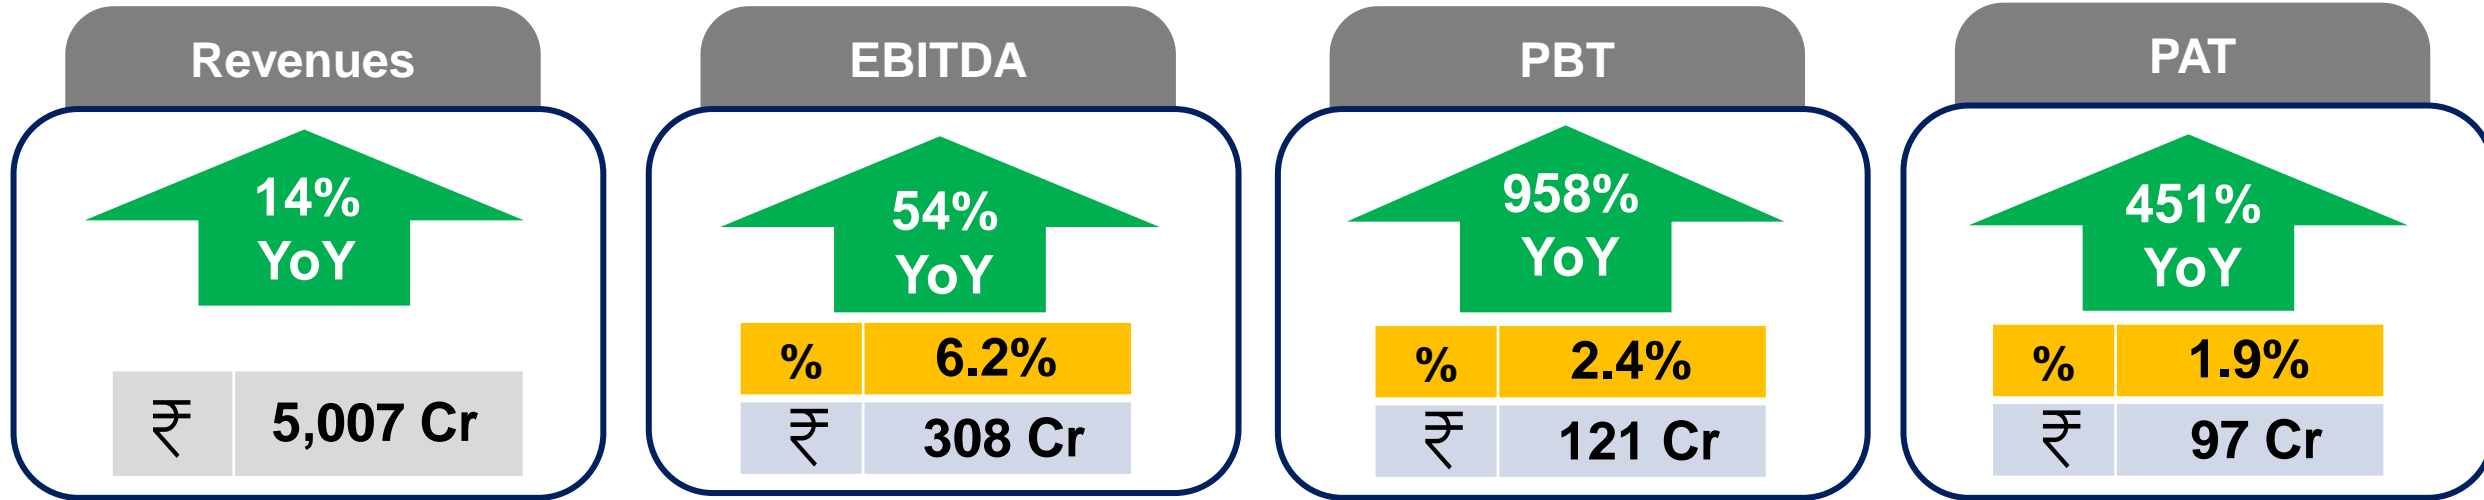 Revenues
14%
YoY
₹ 5,007 Cr
EBITDA
54%
YoY
% 6.2%
₹ 308 Cr
PBT
958%
YoY
% 2.4%
₹ 121 Cr
PAT
451%
YoY
% 1.9%
₹ 97 Cr